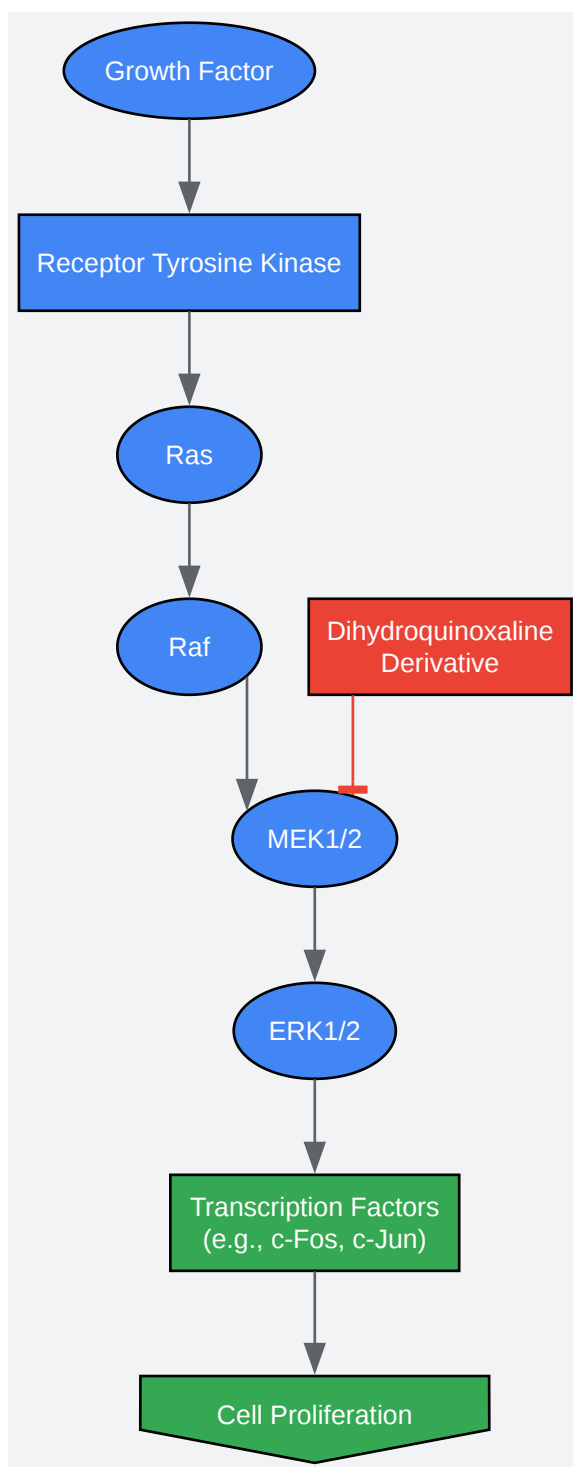 Growth Factor
Receptor Tyrosine Kinase
Ras
Raf
Dihydroquinoxaline
Derivative
MEK1/2
ERK1/2
Transcription Factors
(e.g., c-Fos, c-Jun)
Cell Proliferation